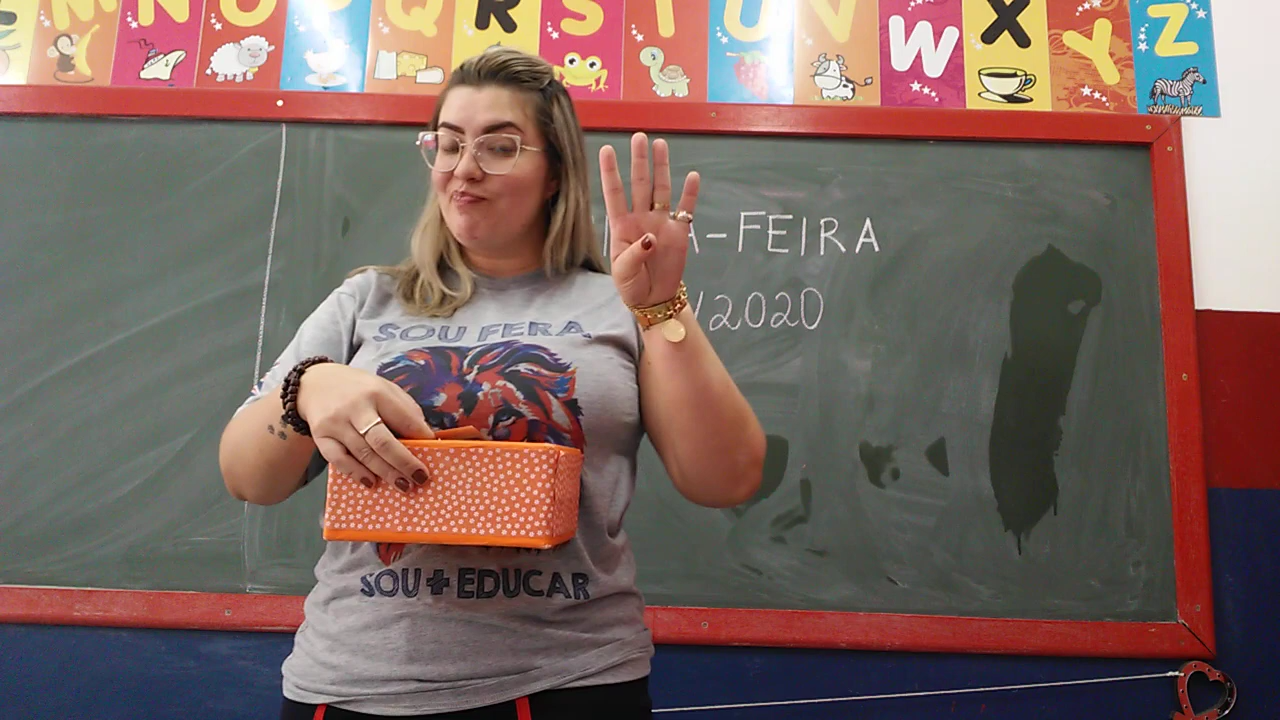 M N O P Q R S T U V W X Y Z
A-FEIRA
/2020
SOU FERA
SOU + EDUCAR